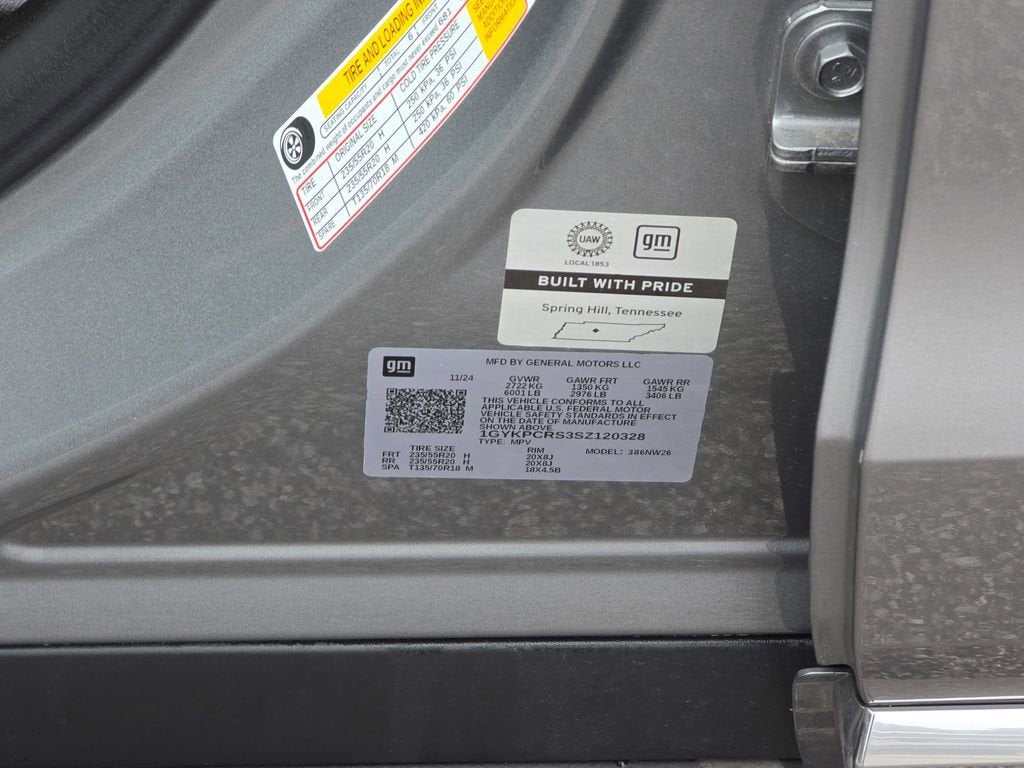 TIRE AND LOADING IN
SEATING CAPACITY TOTAL 6 FRONT
The combined weight of occupants and cargo must never exceed 681
TIRE ORIGINAL SIZE COLD TIRE PRESSURE
FRONT 235/55R20 H 250 kPa, 36 PSI
REAR 235/55R20 H 250 kPa, 36 PSI
SPARE T135/70R18 M 420 kPa, 60 PSI
UAW
LOCAL 1853
gm
BUILT WITH PRIDE
Spring Hill, Tennessee
gm
MFD BY GENERAL MOTORS LLC
11/24 GVWR GAWR FRT GAWR RR
2722 KG 1350 KG 1545 KG
6001 LB 2976 LB 3406 LB
THIS VEHICLE CONFORMS TO ALL
APPLICABLE U.S. FEDERAL MOTOR
VEHICLE SAFETY STANDARDS IN EFFECT
ON THE DATE OF MANUFACTURE
SHOWN ABOVE.
1GYKPCRS3SZ120328
TYPE: MPV
TIRE SIZE RIM MODEL: 386NW26
FRT 235/55R20 H 20X8J
RR 235/55R20 H 20X8J
SPA T135/70R18 M 18X4.5B